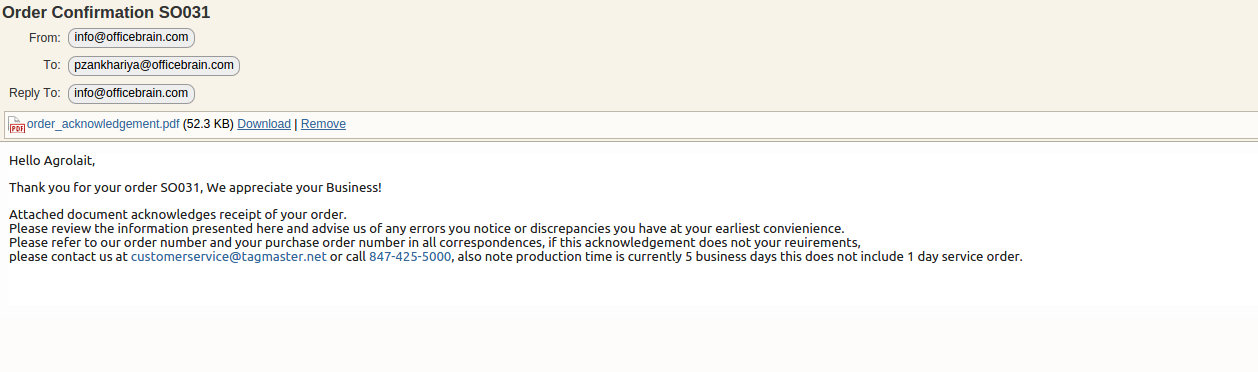 Order Confirmation SO031
From: info@officebrain.com
To: pzankhariya@officebrain.com
Reply To: info@officebrain.com
PDF order_acknowledgement.pdf (52.3 KB) Download | Remove
Hello Agrolait,
Thank you for your order SO031, We appreciate your Business!
Attached document acknowledges receipt of your order.
Please review the information presented here and advise us of any errors you notice or discrepancies you have at your earliest convienience.
Please refer to our order number and your purchase order number in all correspondences, if this acknowledgement does not your reuirements,
please contact us at customerservice@tagmaster.net or call 847-425-5000, also note production time is currently 5 business days this does not include 1 day service order.